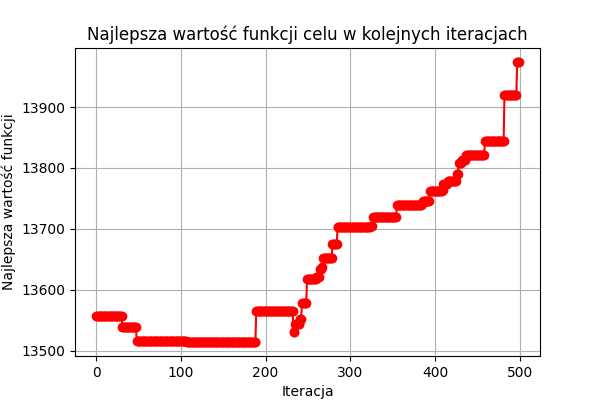 Najlepsza wartość funkcji celu w kolejnych iteracjach
Najlepsza wartość funkcji
13900
13800
13700
13600
13500
0 100 200 300 400 500
Iteracja